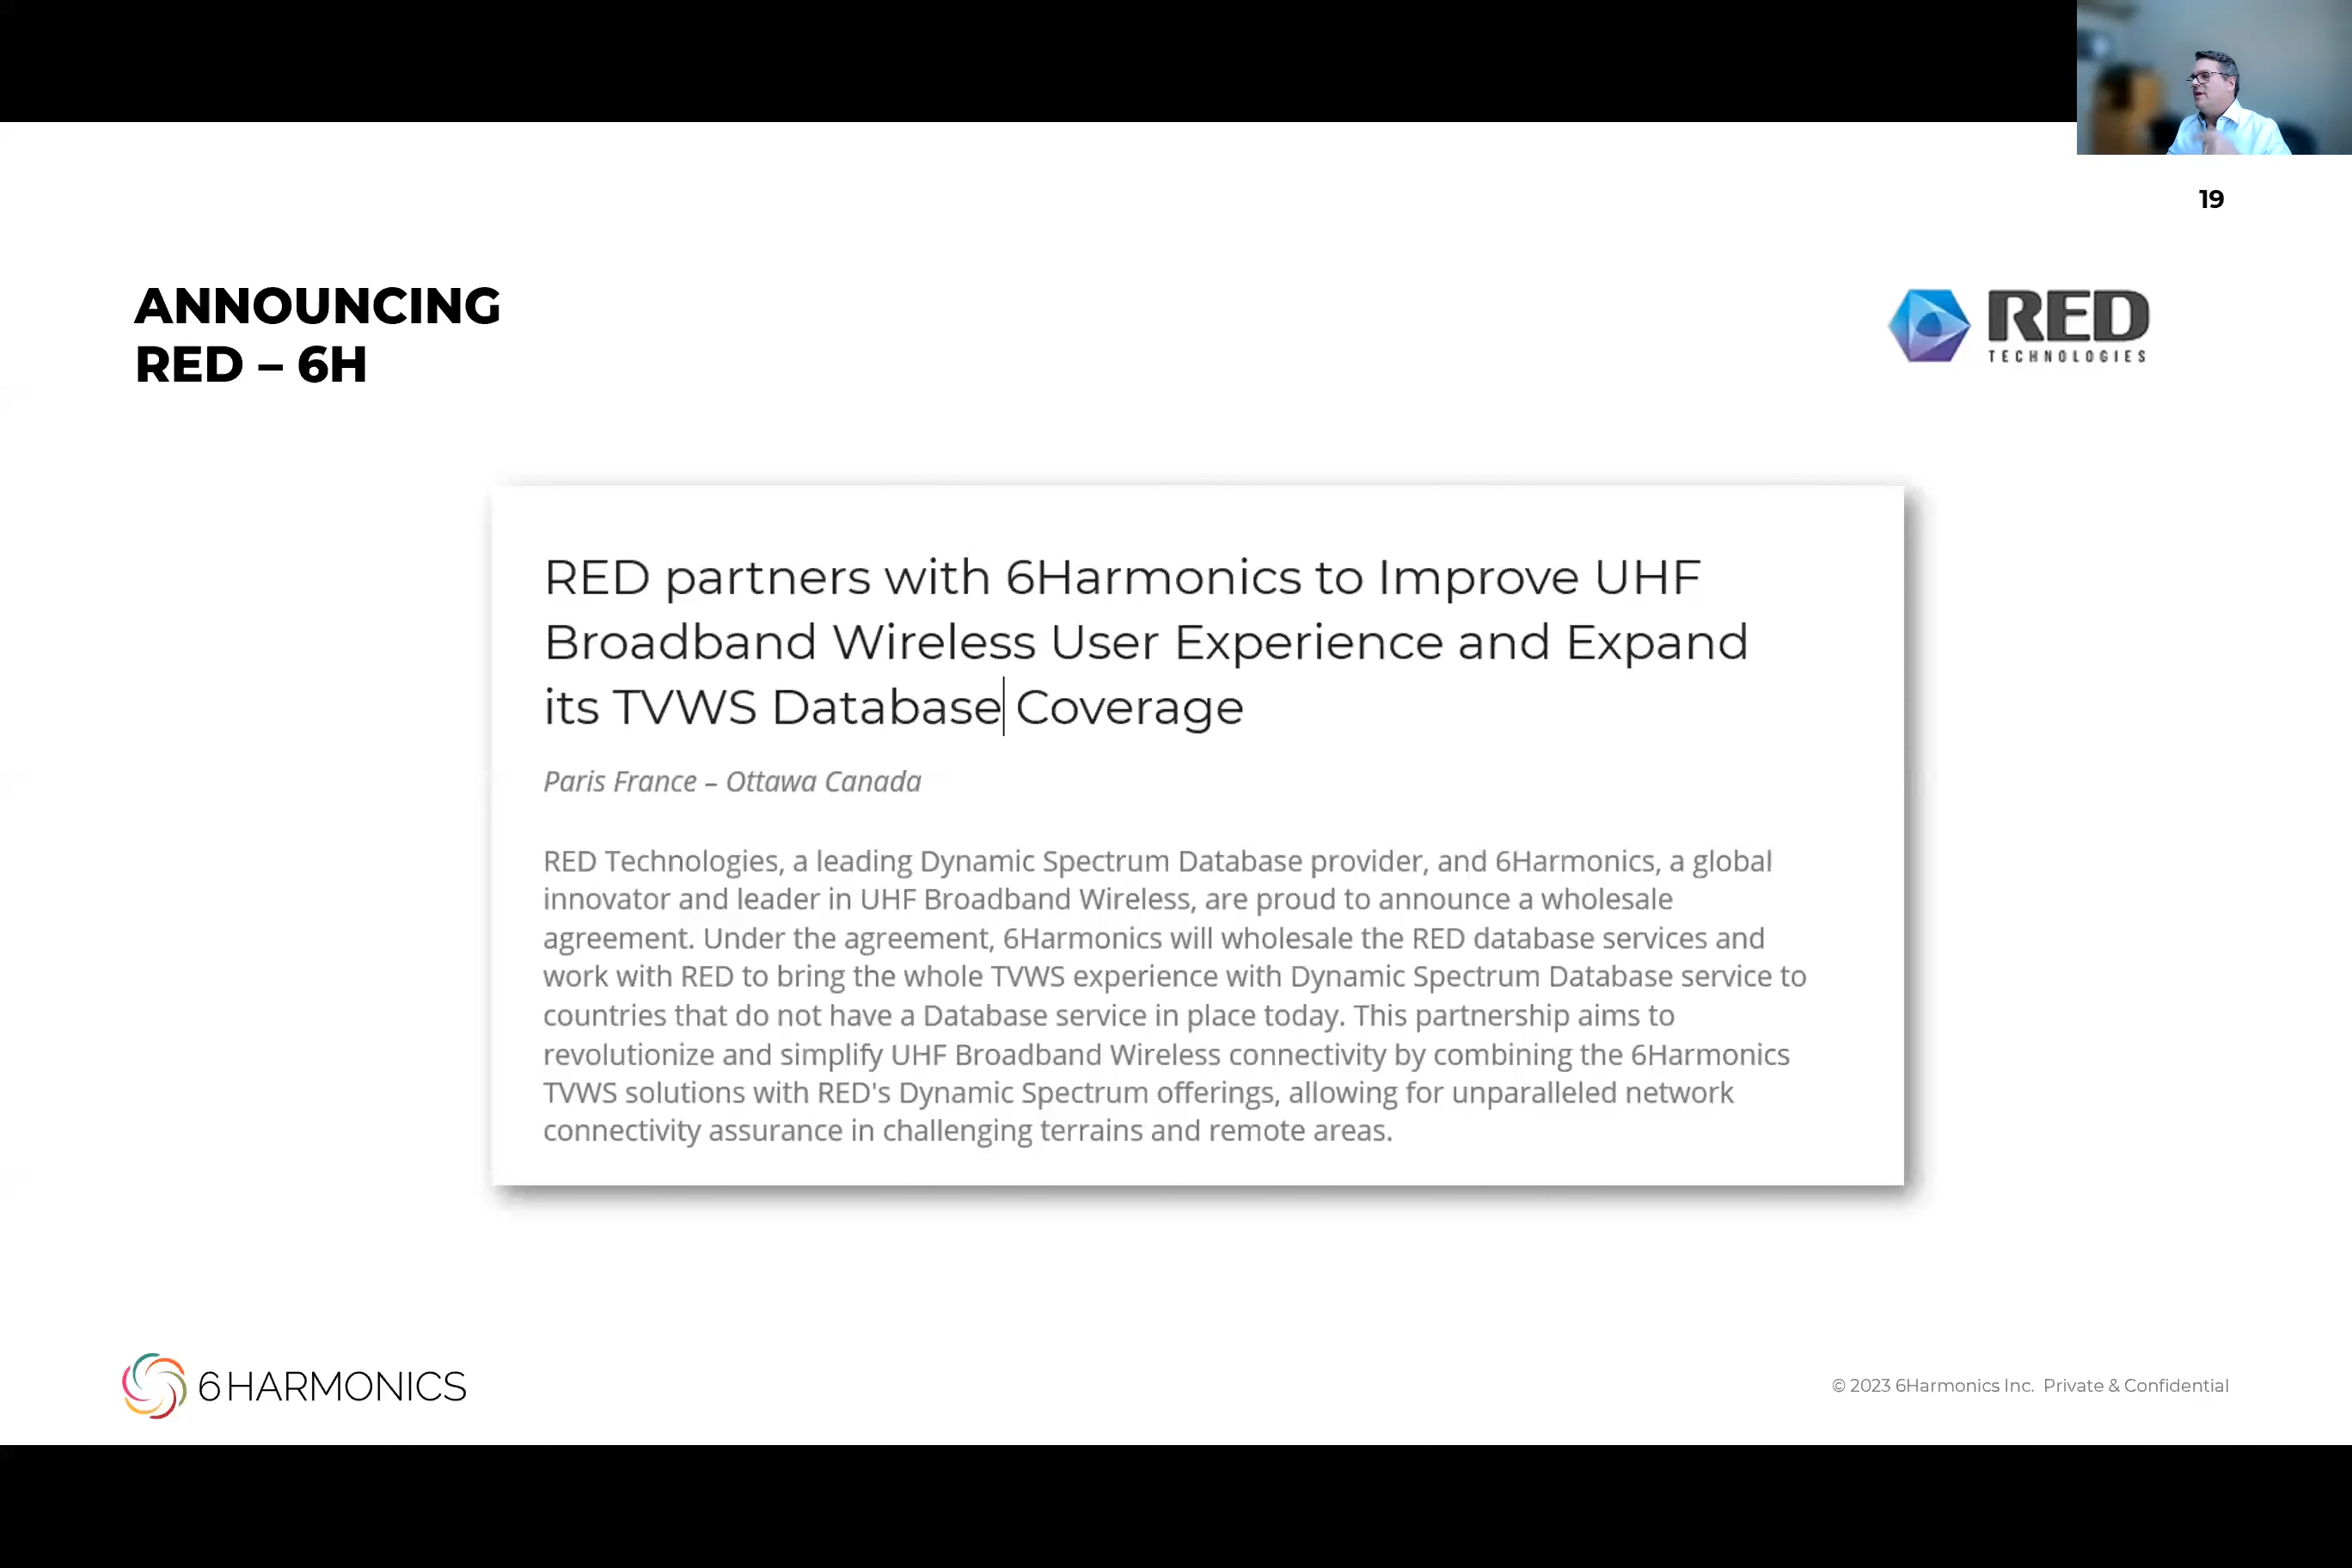 19
ANNOUNCING
RED – 6H
RED
TECHNOLOGIES
RED partners with 6Harmonics to Improve UHF
Broadband Wireless User Experience and Expand
its TVWS Database Coverage
Paris France – Ottawa Canada
RED Technologies, a leading Dynamic Spectrum Database provider, and 6Harmonics, a global
innovator and leader in UHF Broadband Wireless, are proud to announce a wholesale
agreement. Under the agreement, 6Harmonics will wholesale the RED database services and
work with RED to bring the whole TVWS experience with Dynamic Spectrum Database service to
countries that do not have a Database service in place today. This partnership aims to
revolutionize and simplify UHF Broadband Wireless connectivity by combining the 6Harmonics
TVWS solutions with RED's Dynamic Spectrum offerings, allowing for unparalleled network
connectivity assurance in challenging terrains and remote areas.
6HARMONICS
© 2023 6Harmonics Inc. Private & Confidential